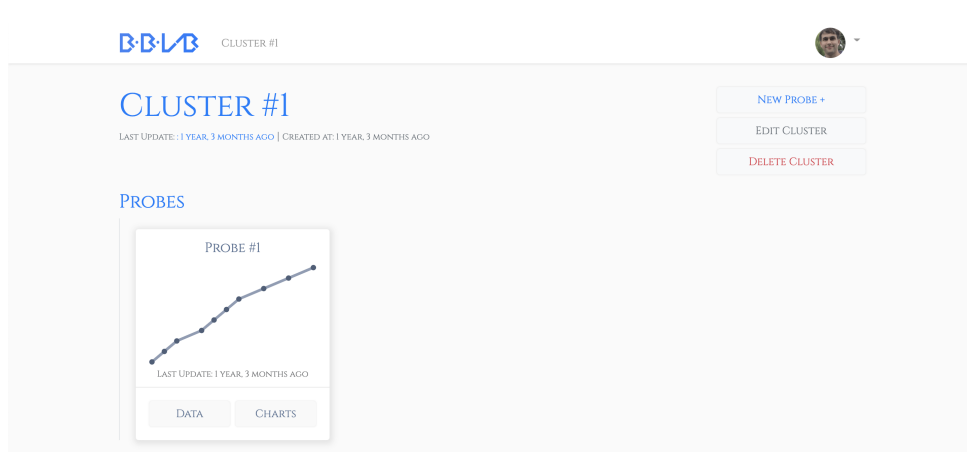 B·B·LAB
Cluster #1
Cluster #1
Last Update: : 1 year, 3 months ago | Created at: 1 year, 3 months ago
New Probe +
Edit Cluster
Delete Cluster
Probes
Probe #1
Last Update: 1 year, 3 months ago
Data
Charts